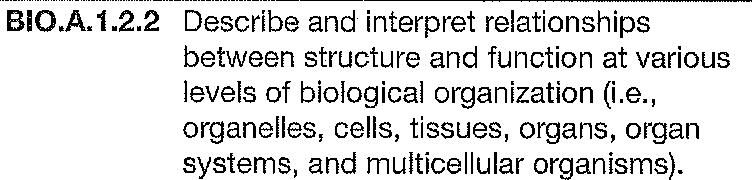 BIO.A.1.2.2 Describe and interpret relationships
between structure and function at various
levels of biological organization (i.e.,
organelles, cells, tissues, organs, organ
systems, and multicellular organisms).